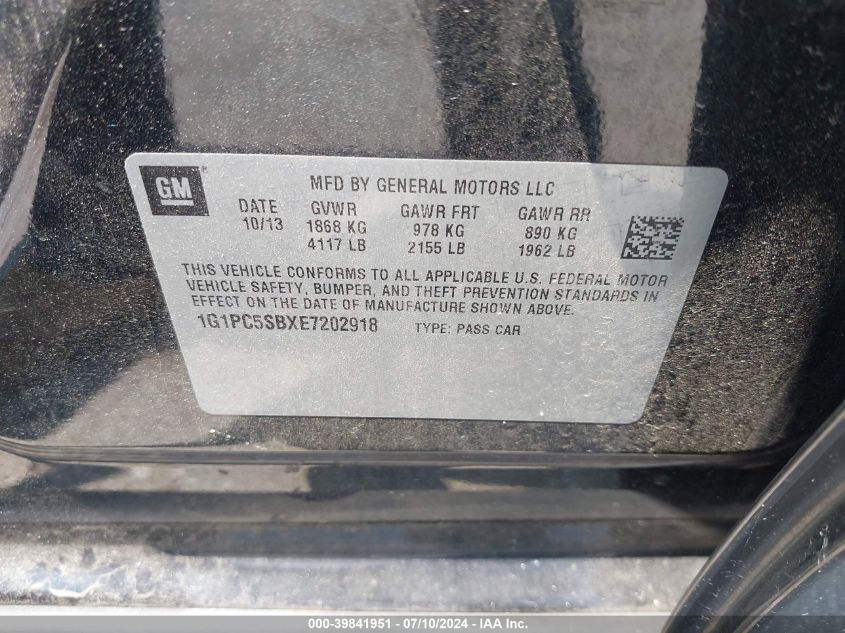 GM
MFD BY GENERAL MOTORS LLC
DATE GVWR GAWR FRT GAWR RR
10/13 1868 KG 978 KG 890 KG
4117 LB 2155 LB 1962 LB
THIS VEHICLE CONFORMS TO ALL APPLICABLE U.S. FEDERAL MOTOR
VEHICLE SAFETY, BUMPER, AND THEFT PREVENTION STANDARDS IN
EFFECT ON THE DATE OF MANUFACTURE SHOWN ABOVE.
1G1PC5SBXE7202918 TYPE: PASS CAR
000-39841951 - 07/10/2024 - IAAI.com